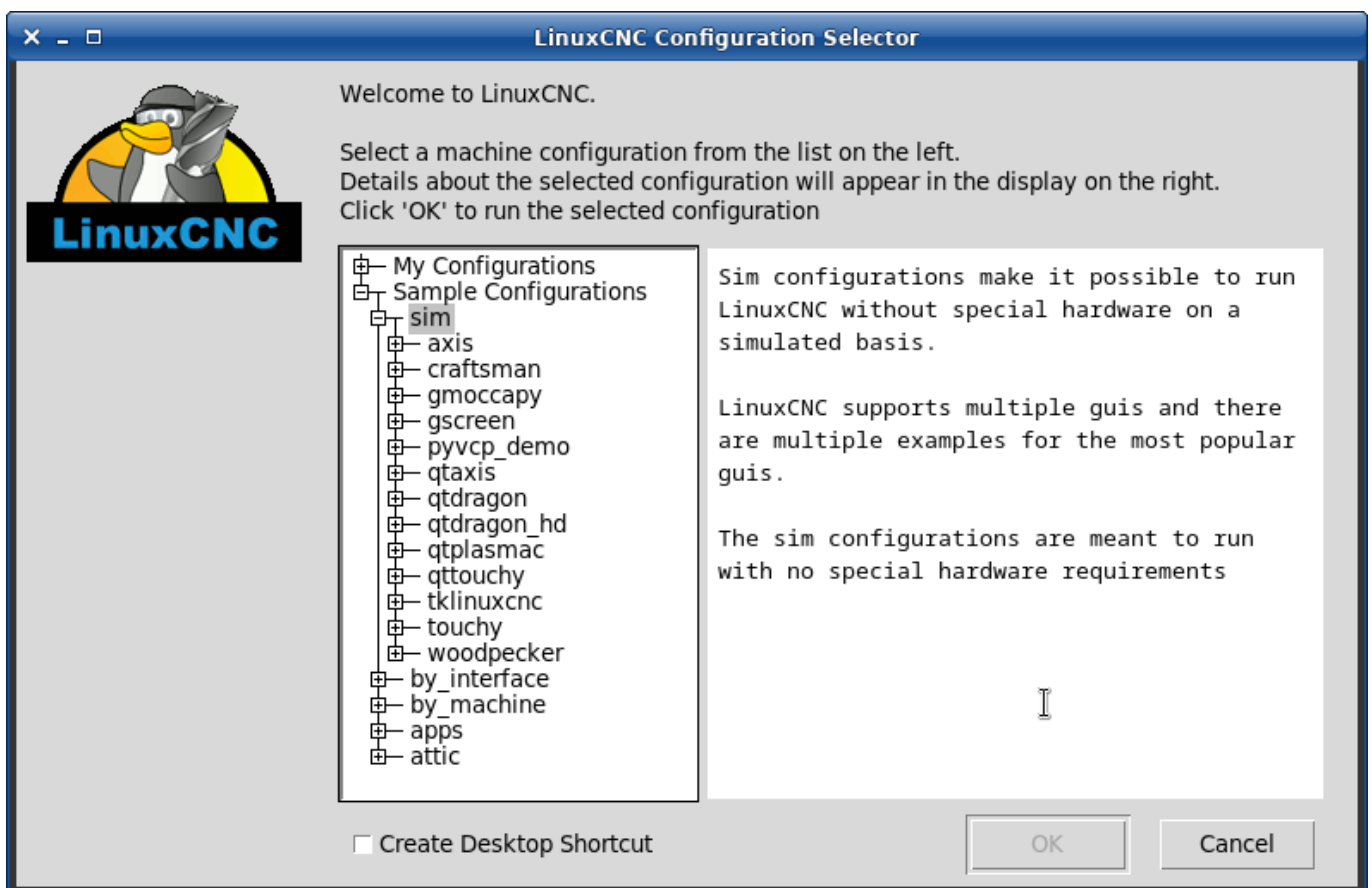 LinuxCNC Configuration Selector
LinuxCNC
Welcome to LinuxCNC.
Select a machine configuration from the list on the left.
Details about the selected configuration will appear in the display on the right.
Click 'OK' to run the selected configuration
My Configurations
Sample Configurations
sim
axis
craftsman
gmoccapy
gscreen
pyvcp_demo
qtaxis
qtdragon
qtdragon_hd
qtplasmac
qttouchy
tklinuxcnc
touchy
woodpecker
by_interface
by_machine
apps
attic
Sim configurations make it possible to run
LinuxCNC without special hardware on a
simulated basis.
LinuxCNC supports multiple guis and there
are multiple examples for the most popular
guis.
The sim configurations are meant to run
with no special hardware requirements
Create Desktop Shortcut
OK
Cancel